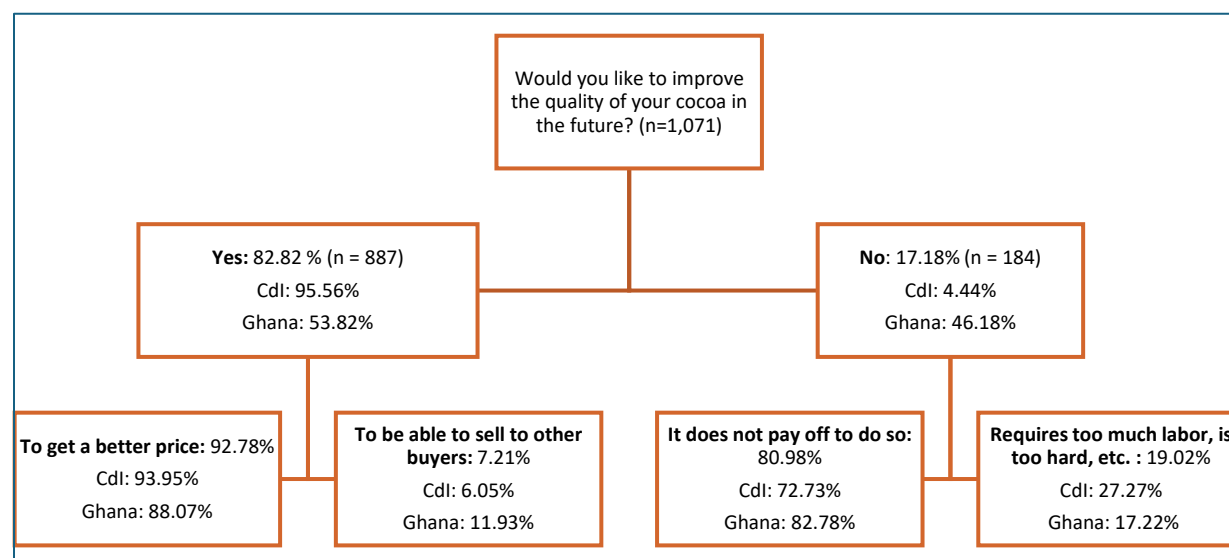 Would you like to improve
the quality of your cocoa in
the future? (n=1,071)
Yes: 82.82 % (n = 887)
CdI: 95.56%
Ghana: 53.82%
No: 17.18% (n = 184)
CdI: 4.44%
Ghana: 46.18%
To get a better price: 92.78%
CdI: 93.95%
Ghana: 88.07%
To be able to sell to other
buyers: 7.21%
CdI: 6.05%
Ghana: 11.93%
It does not pay off to do so:
80.98%
CdI: 72.73%
Ghana: 82.78%
Requires too much labor, is
too hard, etc. : 19.02%
CdI: 27.27%
Ghana: 17.22%